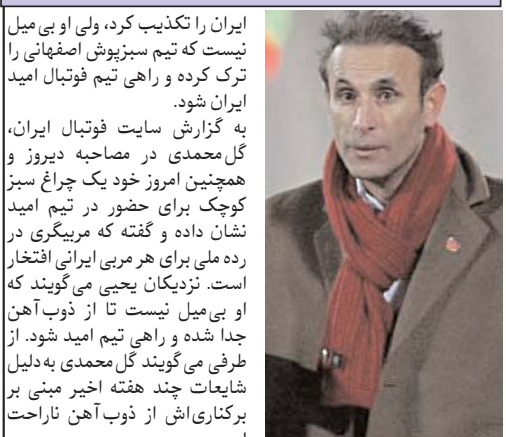 ایران را تکذیب کرد، ولی او بی‌میل
نیست که تیم سبزپوش اصفهانی را
ترک کرده و راهی تیم فوتبال امید
ایران شود.
به گزارش سایت فوتبال ایران،
گل‌محمدی در مصاحبه دیروز و
همچنین امروز خود یک چراغ سبز
کوچک برای حضور در تیم امید
نشان داده و گفته که مربیگری در
رده ملی برای هر مربی ایرانی افتخار
است. نزدیکان یحیی می‌گویند که
او بی‌میل نیست تا از ذوب‌آهن
جدا شده و راهی تیم امید شود. از
طرفی می‌گویند گل‌محمدی به‌دلیل
شایعات چند هفته اخیر مبنی بر
برکناری‌اش از ذوب‌آهن ناراحت